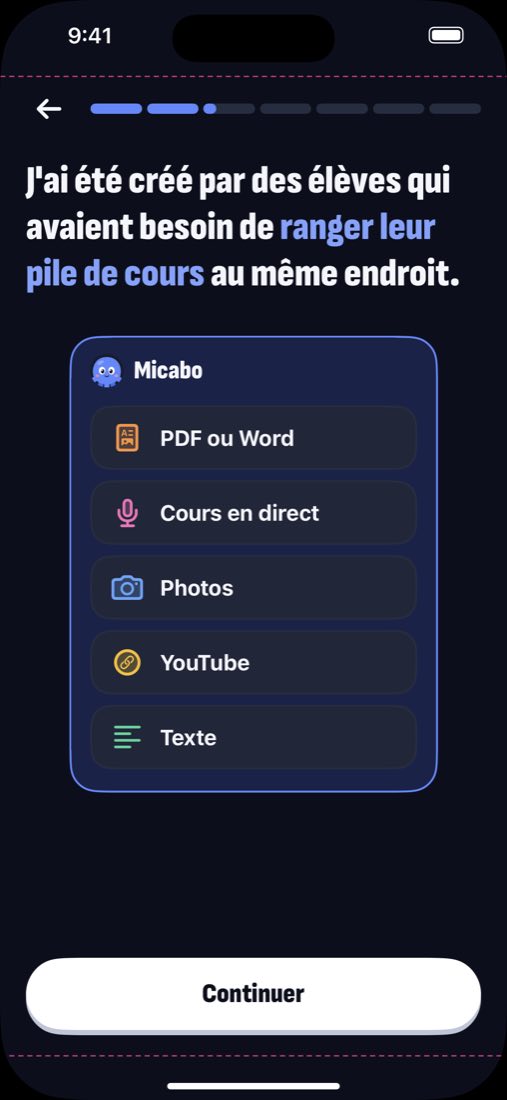 9:41
J'ai été créé par des élèves qui
avaient besoin de ranger leur
pile de cours au même endroit.
Micabo
PDF ou Word
Cours en direct
Photos
YouTube
Texte
Continuer